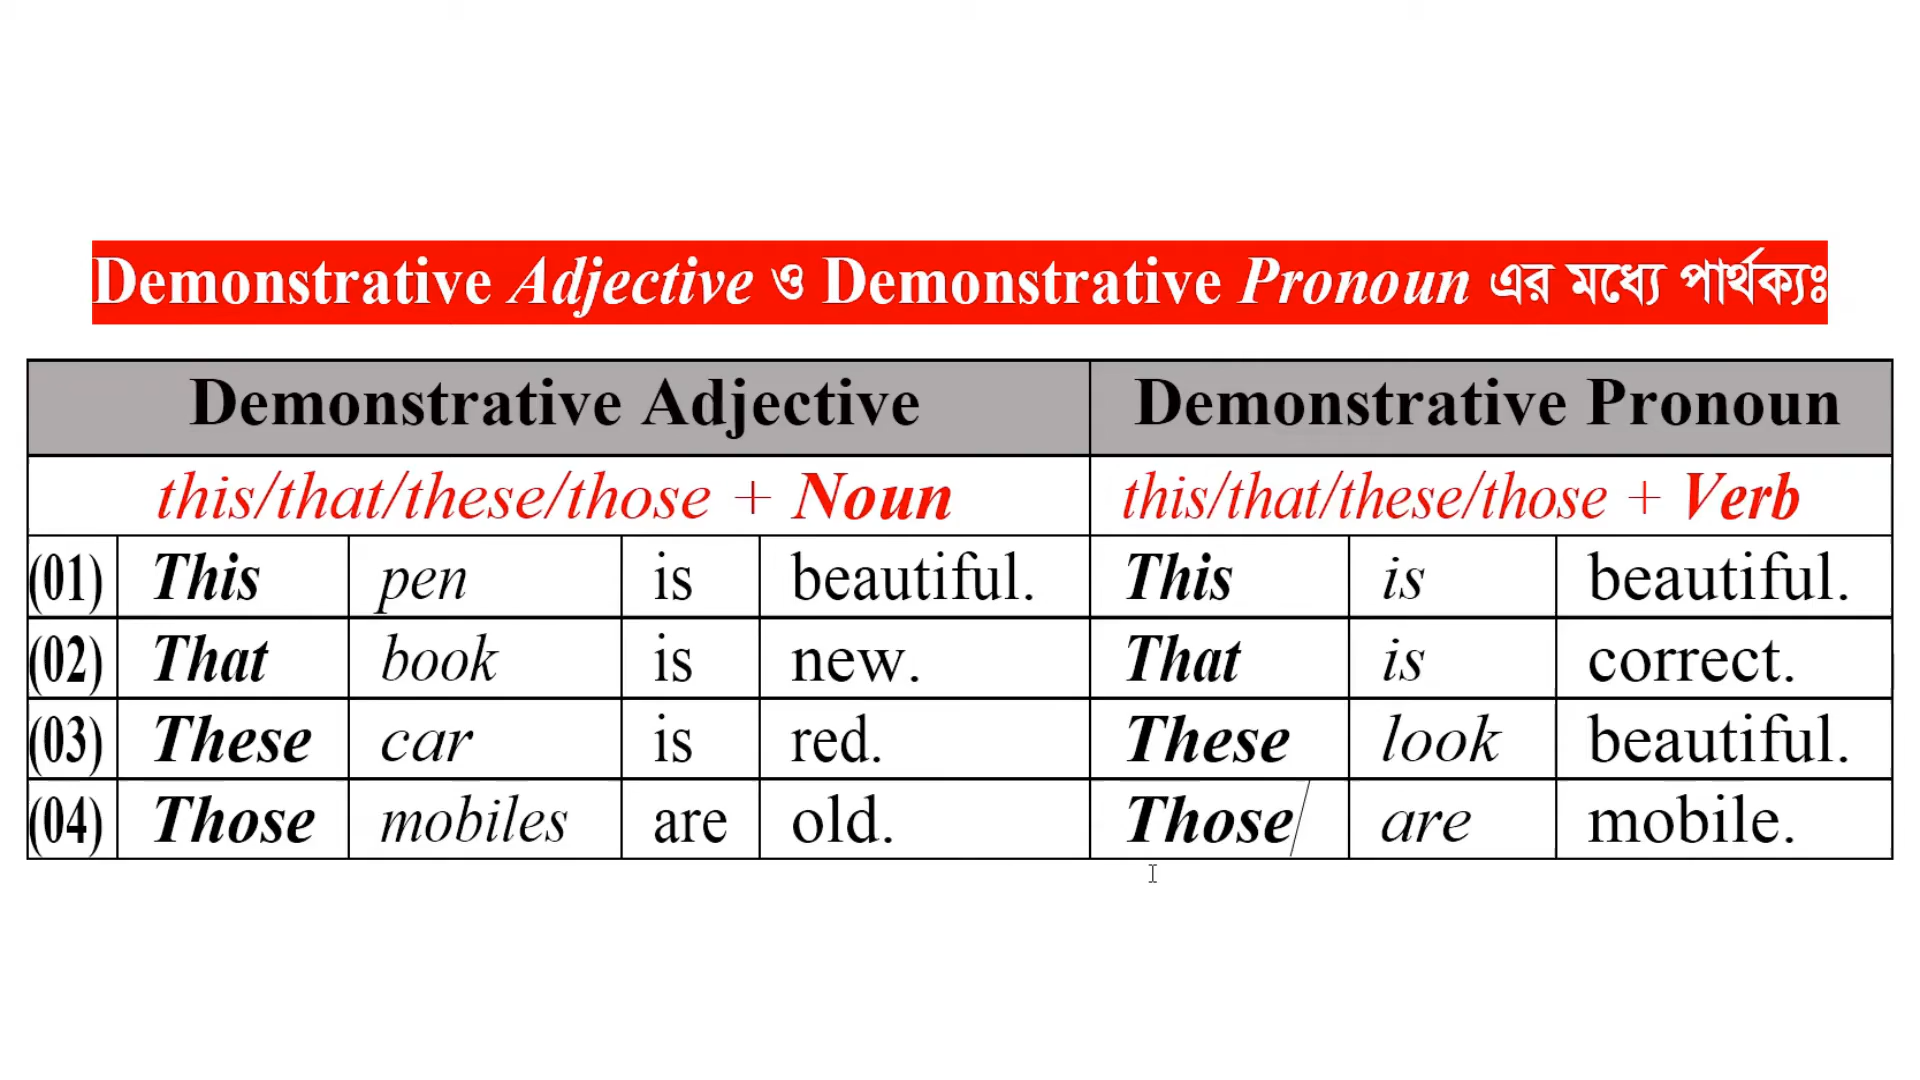 Demonstrative Adjective ও Demonstrative Pronoun এর মধ্যে পার্থক্যঃ
Demonstrative Adjective Demonstrative Pronoun
this/that/these/those + Noun this/that/these/those + Verb
(01) This pen is beautiful. This is beautiful.
(02) That book is new. That is correct.
(03) These car is red. These look beautiful.
(04) Those mobiles are old. Those are mobile.